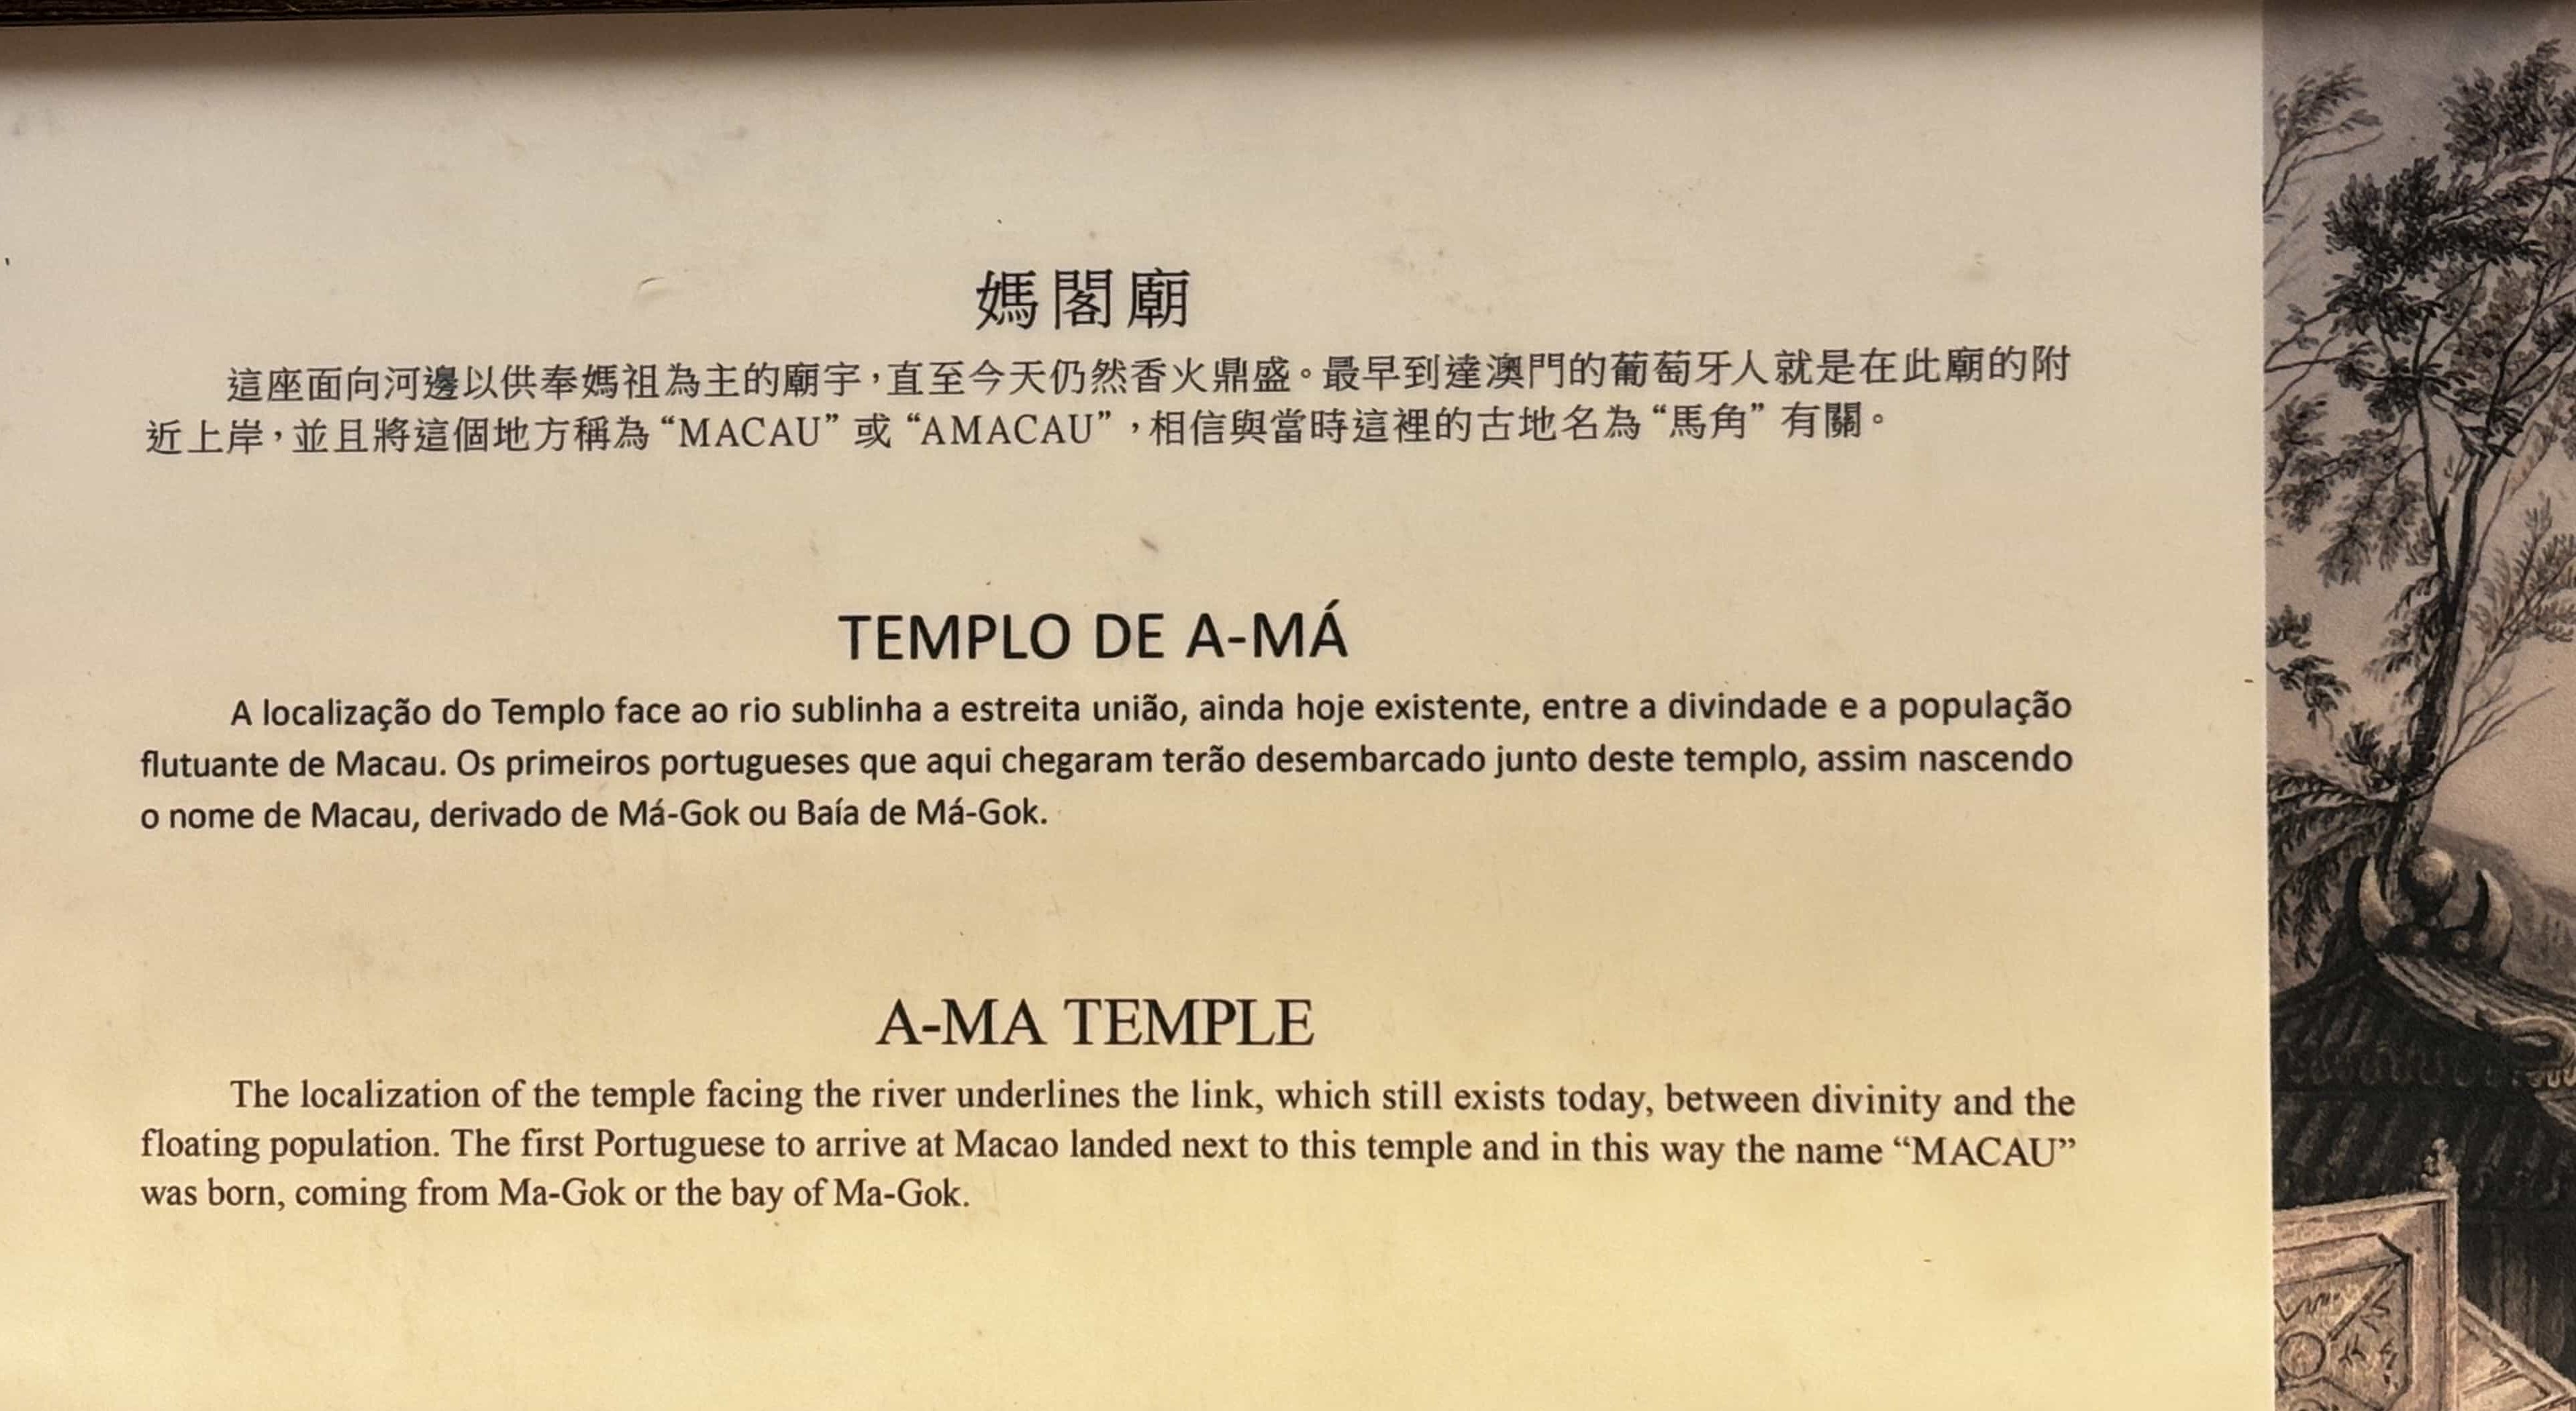 媽閣廟
這座面向河邊以供奉媽祖為主的廟宇，直至今天仍然香火鼎盛。最早到達澳門的葡萄牙人就是在此廟的附
近上岸，並且將這個地方稱為“MACAU”或“AMACAU”，相信與當時這裡的古地名為“馬角”有關。
TEMPLO DE A-MÁ
A localização do Templo face ao rio sublinha a estreita união, ainda hoje existente, entre a divindade e a população
flutuante de Macau. Os primeiros portugueses que aqui chegaram terão desembarcado junto deste templo, assim nascendo
o nome de Macau, derivado de Má-Gok ou Baía de Má-Gok.
A-MA TEMPLE
The localization of the temple facing the river underlines the link, which still exists today, between divinity and the
floating population. The first Portuguese to arrive at Macao landed next to this temple and in this way the name “MACAU”
was born, coming from Ma-Gok or the bay of Ma-Gok.